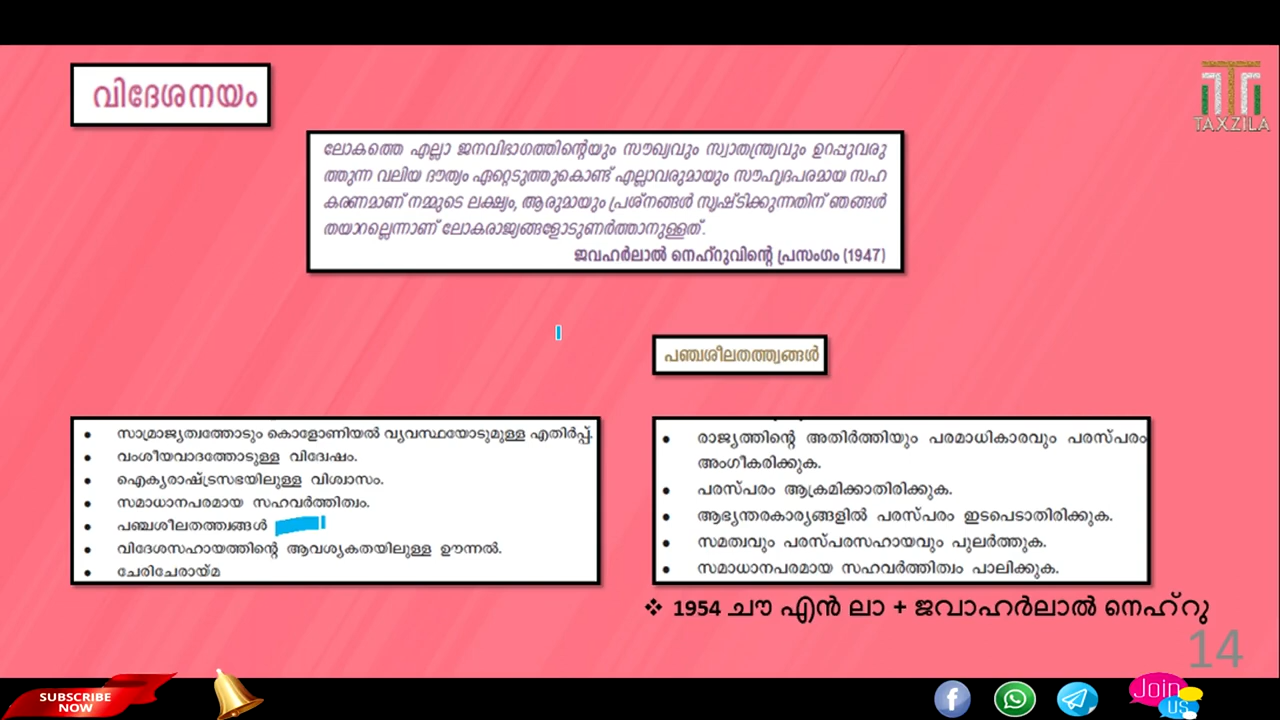 വിദേശനയം
TAXZILA
ലോകത്തെ എല്ലാ ജനവിഭാഗത്തിന്റെയും സൗഖ്യവും സ്വാതന്ത്ര്യവും ഉറപ്പുവരു
ത്തുന്ന വലിയ ദൗത്യം ഏറ്റെടുത്തുകൊണ്ട് എല്ലാവരുമായും സൗഹൃദപരമായ സഹ
കരണമാണ് നമ്മുടെ ലക്ഷ്യം, ആരുമായും പ്രശ്നങ്ങൾ സൃഷ്ടിക്കുന്നതിന് ഞങ്ങൾ
തയാറല്ലെന്നാണ് ലോകരാജ്യങ്ങളോടുണർത്താനുള്ളത്.
ജവഹർലാൽ നെഹ്റുവിന്റെ പ്രസംഗം (1947)
പഞ്ചശീലതത്ത്വങ്ങൾ
• സാമ്രാജ്യത്വത്തോടും കൊളോണിയൽ വ്യവസ്ഥയോടുമുള്ള എതിർപ്പ്.
• വംശീയവാദത്തോടുള്ള വിദ്വേഷം.
• ഐക്യരാഷ്ട്രസഭയിലുള്ള വിശ്വാസം.
• സമാധാനപരമായ സഹവർത്തിത്വം.
• പഞ്ചശീലതത്ത്വങ്ങൾ
• വിദേശസഹായത്തിന്റെ ആവശ്യകതയിലുള്ള ഊന്നൽ.
• ചേരിചേരായ്മ
• രാജ്യത്തിന്റെ അതിർത്തിയും പരമാധികാരവും പരസ്പരം
അംഗീകരിക്കുക.
• പരസ്പരം ആക്രമിക്കാതിരിക്കുക.
• ആഭ്യന്തരകാര്യങ്ങളിൽ പരസ്പരം ഇടപെടാതിരിക്കുക.
• സമത്വവും പരസ്പരസഹായവും പുലർത്തുക.
• സമാധാനപരമായ സഹവർത്തിത്വം പാലിക്കുക.
❖ 1954 ചൗ എൻ ലാ + ജവാഹർലാൽ നെഹ്റു
14
SUBSCRIBE
NOW
Join
us